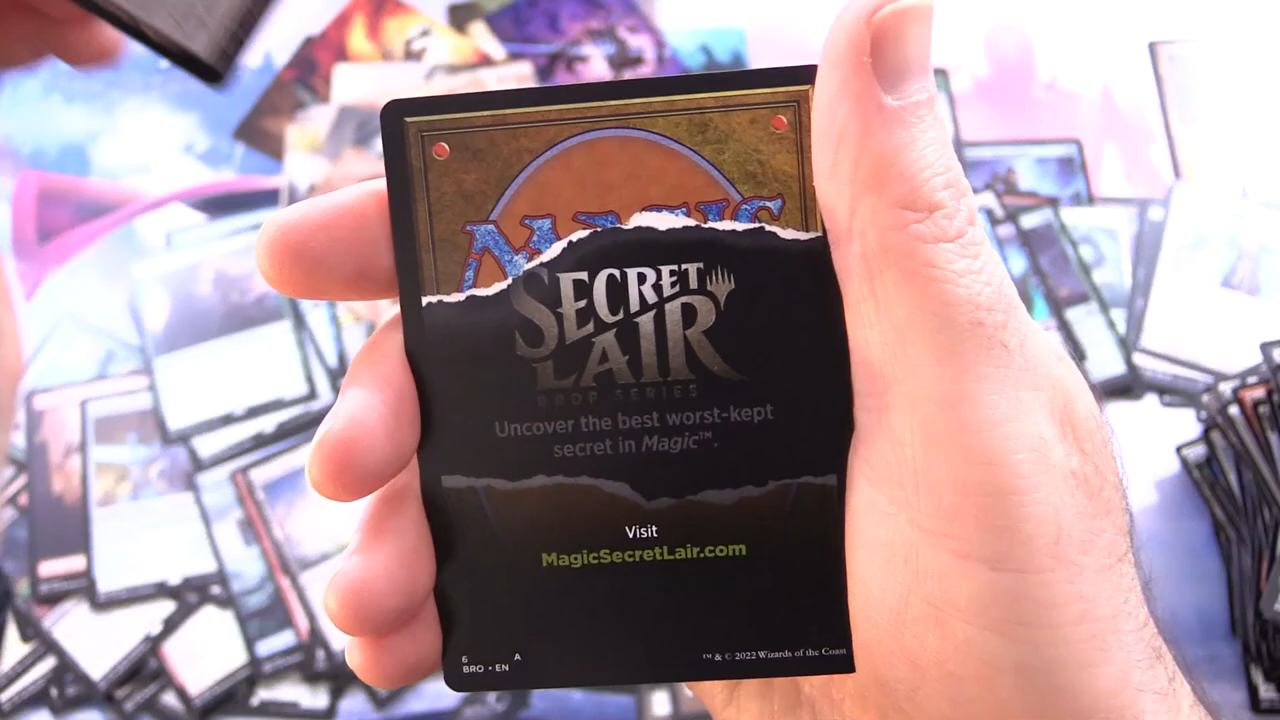 MAGIC
SECRET
LAIR
DROP SERIES
Uncover the best worst-kept
secret in Magic™.
Visit
MagicSecretLair.com
6 A
BRO • EN
™ & © 2022 Wizards of the Coast